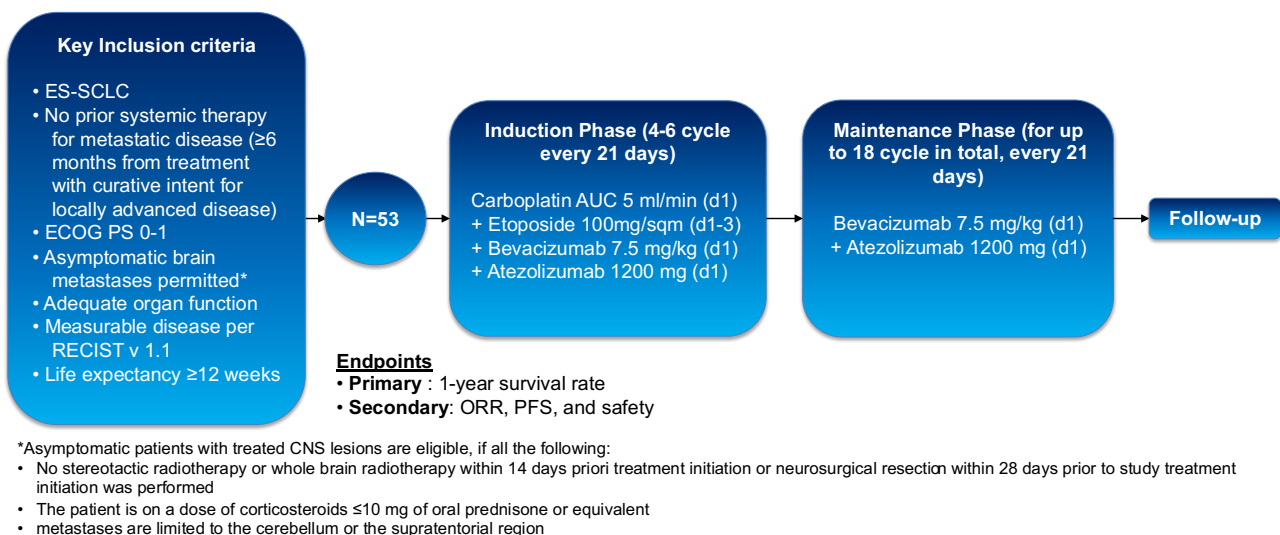 Key Inclusion criteria
• ES-SCLC
• No prior systemic therapy
for metastatic disease (≥6
months from treatment
with curative intent for
locally advanced disease)
• ECOG PS 0-1
• Asymptomatic brain
metastases permitted*
• Adequate organ function
• Measurable disease per
RECIST v 1.1
• Life expectancy ≥12 weeks
N=53
Induction Phase (4-6 cycle
every 21 days)
Carboplatin AUC 5 ml/min (d1)
+ Etoposide 100mg/sqm (d1-3)
+ Bevacizumab 7.5 mg/kg (d1)
+ Atezolizumab 1200 mg (d1)
Maintenance Phase (for up
to 18 cycle in total, every 21
days)
Bevacizumab 7.5 mg/kg (d1)
+ Atezolizumab 1200 mg (d1)
Follow-up
Endpoints
• Primary : 1-year survival rate
• Secondary: ORR, PFS, and safety
*Asymptomatic patients with treated CNS lesions are eligible, if all the following:
• No stereotactic radiotherapy or whole brain radiotherapy within 14 days priori treatment initiation or neurosurgical resection within 28 days prior to study treatment
initiation was performed
• The patient is on a dose of corticosteroids ≤10 mg of oral prednisone or equivalent
• metastases are limited to the cerebellum or the supratentorial region